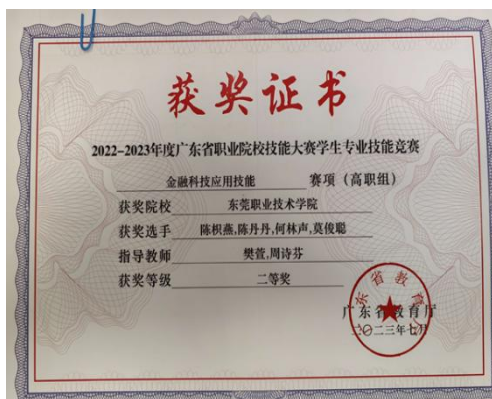 获奖证书
2022-2023年度广东省职业院校技能大赛学生专业技能竞赛
金融科技应用技能 赛项（高职组）
获奖院校 东莞职业技术学院
获奖选手 陈枳燕,陈丹丹,何林声,莫俊聪
指导教师 樊萱,周诗芬
获奖等级 二等奖
广东省教育厅
二〇二三年七月